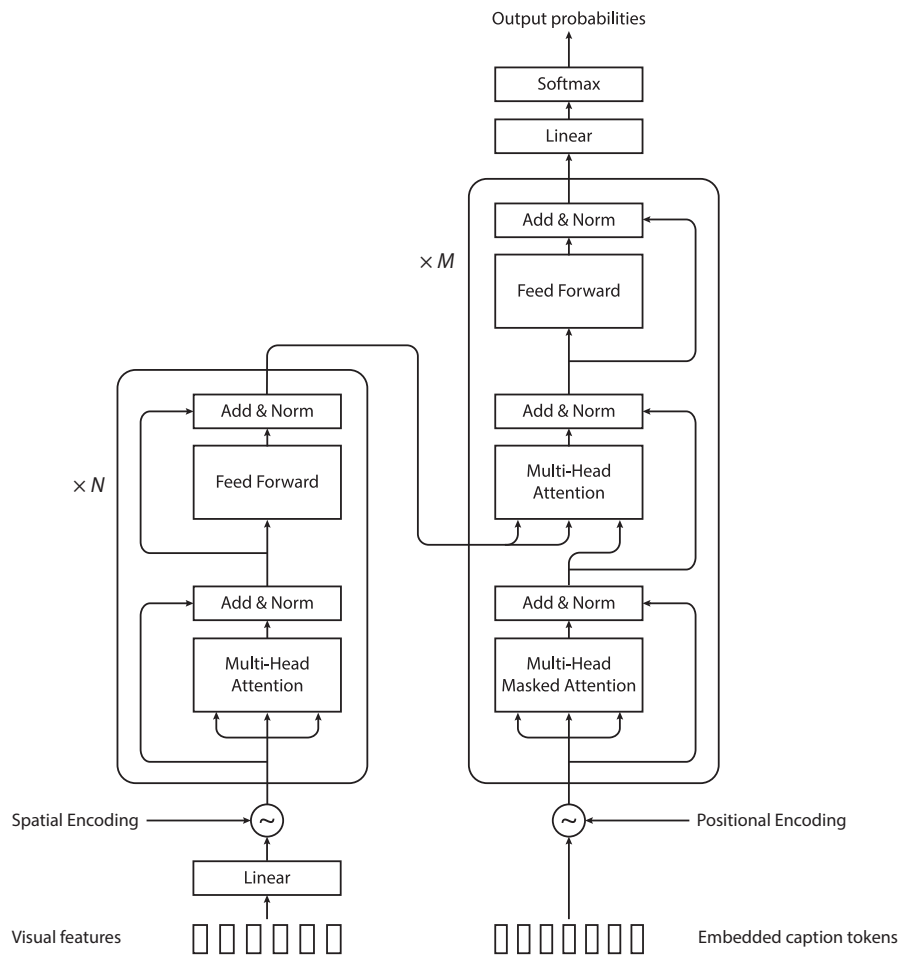 Output probabilities
Softmax
Linear
Add & Norm
× M
Feed Forward
Add & Norm
Add & Norm
× N
Feed Forward
Multi-Head
Attention
Add & Norm
Add & Norm
Multi-Head
Attention
Multi-Head
Masked Attention
Spatial Encoding
~
~
Positional Encoding
Linear
Visual features
Embedded caption tokens